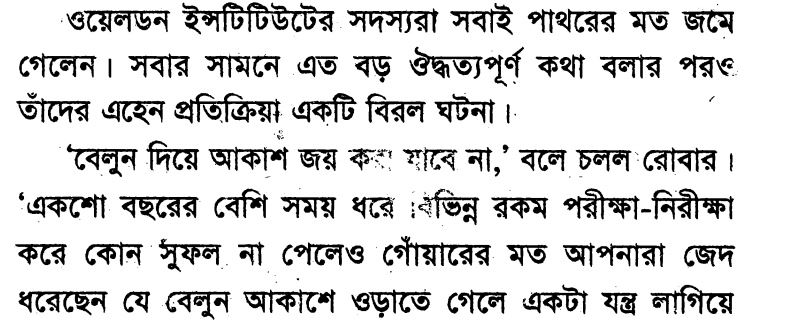 ওয়েলডন ইন্সটিটিউটের সদস্যরা সবাই পাথরের মত জমে
গেলেন। সবার সামনে এত বড় ঔদ্ধত্যপূর্ণ কথা বলার পরও
তাঁদের এহেন প্রতিক্রিয়া একটি বিরল ঘটনা।
‘বেলুন দিয়ে আকাশ জয় করা যাবে না,’ বলে চলল রোবার।
‘একশো বছরের বেশি সময় ধরে বিভিন্ন রকম পরীক্ষা-নিরীক্ষা
করে কোন সুফল না পেলেও গোঁয়ারের মত আপনারা জেদ
ধরেছেন যে বেলুন আকাশে ওড়াতে গেলে একটা যন্ত্র লাগিয়ে